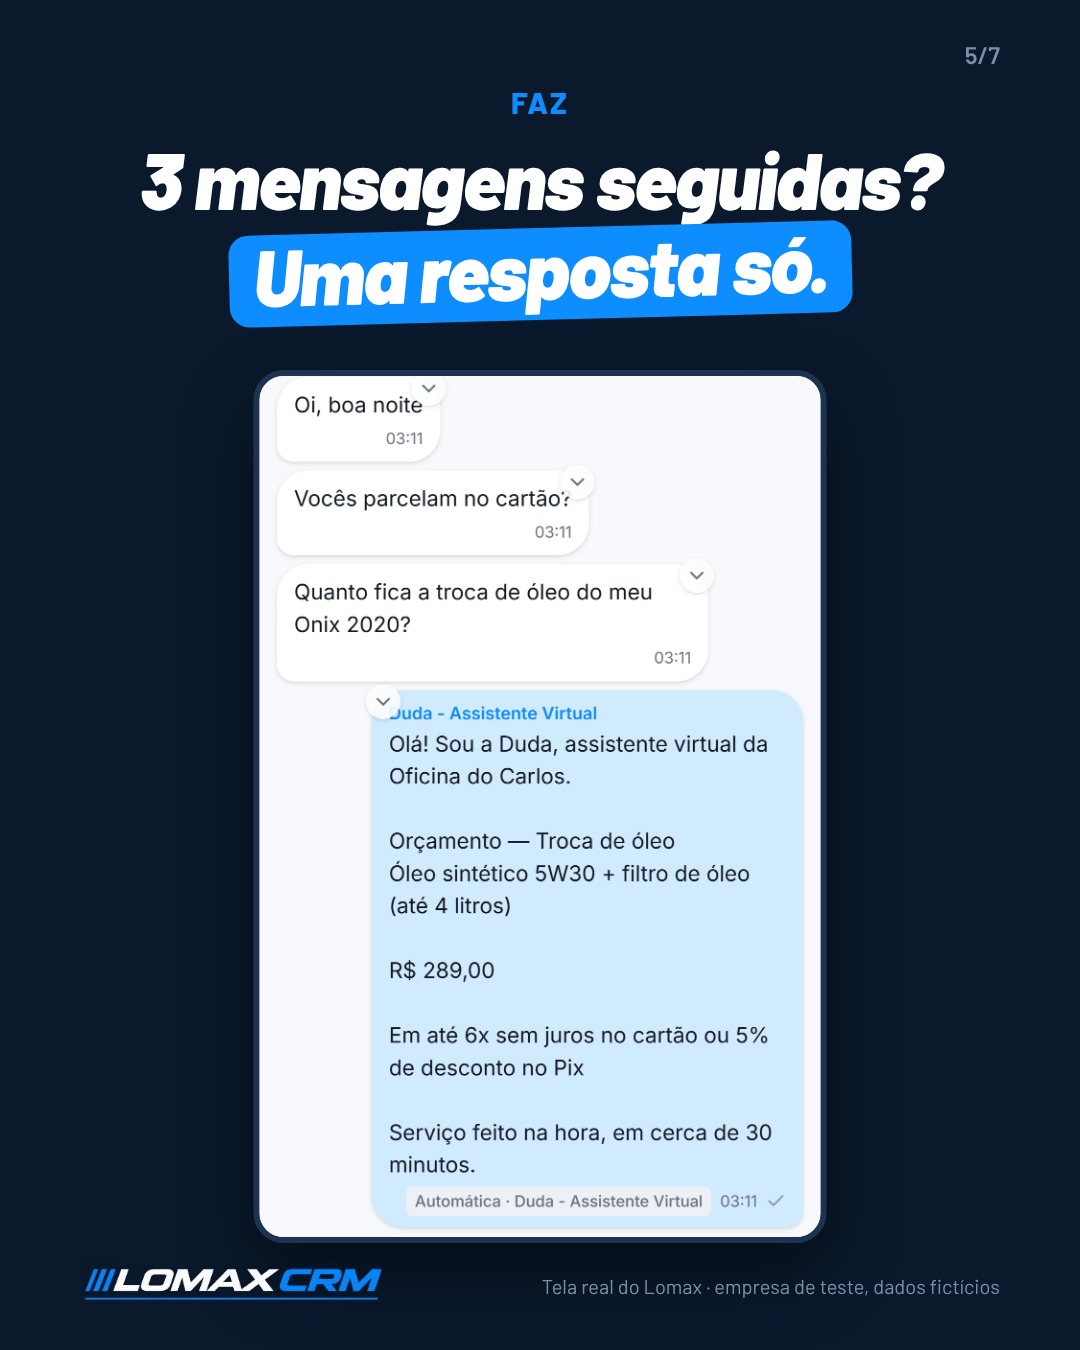 5/7
FAZ
3 mensagens seguidas?
Uma resposta só.
Oi, boa noite
03:11
Vocês parcelam no cartão?
03:11
Quanto fica a troca de óleo do meu
Onix 2020?
03:11
Duda - Assistente Virtual
Olá! Sou a Duda, assistente virtual da
Oficina do Carlos.
Orçamento — Troca de óleo
Óleo sintético 5W30 + filtro de óleo
(até 4 litros)
R$ 289,00
Em até 6x sem juros no cartão ou 5%
de desconto no Pix
Serviço feito na hora, em cerca de 30
minutos.
Automática · Duda - Assistente Virtual 03:11
LOMAX CRM
Tela real do Lomax · empresa de teste, dados fictícios